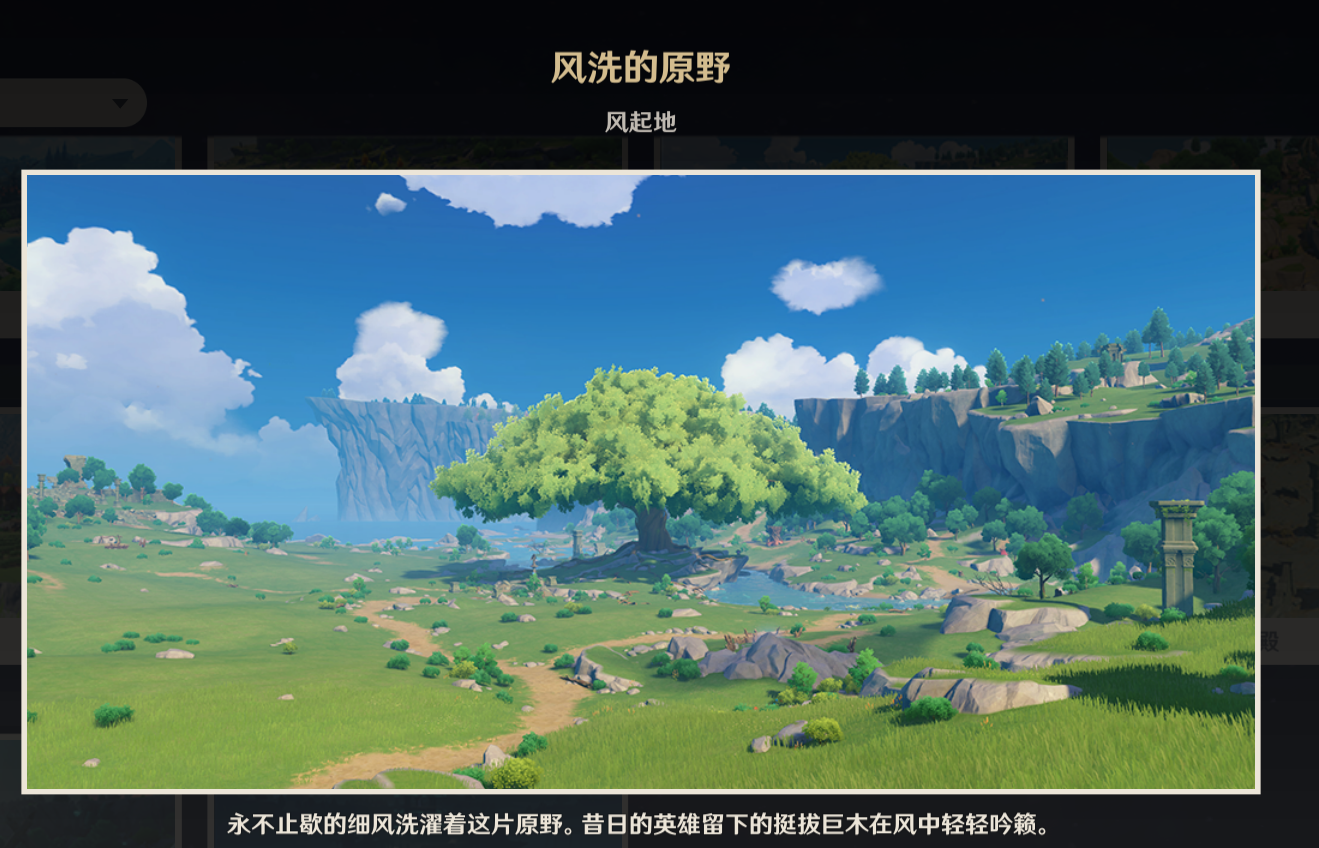 风洗的原野
风起地
殿
永不止歇的细风洗濯着这片原野。昔日的英雄留下的挺拔巨木在风中轻轻吟籁。